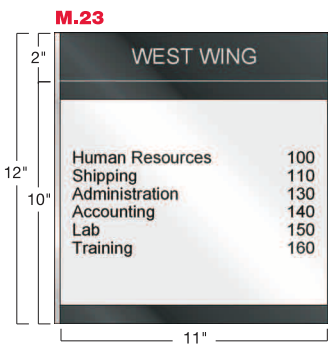 M.23
2"
WEST WING
12"
10"
Human Resources 100
Shipping 110
Administration 130
Accounting 140
Lab 150
Training 160
11"